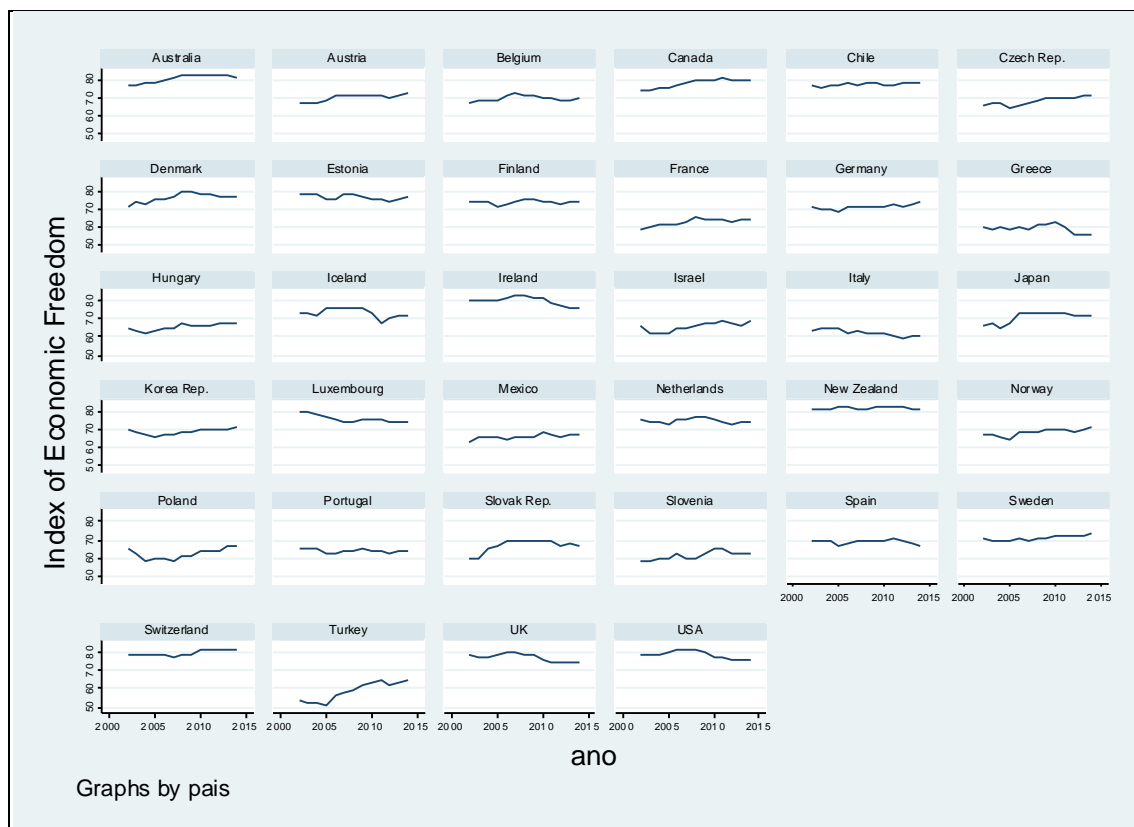 Index of Economic Freedom
Australia Austria Belgium Canada Chile Czech Rep.
80
70
60
50
Denmark Estonia Finland France Germany Greece
80
70
60
50
Hungary Iceland Ireland Israel Italy Japan
80
70
60
50
Korea Rep. Luxembourg Mexico Netherlands New Zealand Norway
80
70
60
50
Poland Portugal Slovak Rep. Slovenia Spain Sweden
80
70
60
50
2000 2005 2010 2015 2000 2005 2010 2015
Switzerland Turkey UK USA
80
70
60
50
2000 2005 2010 2015 2000 2005 2010 2015 2000 2005 2010 2015 2000 2005 2010 2015
ano
Graphs by pais